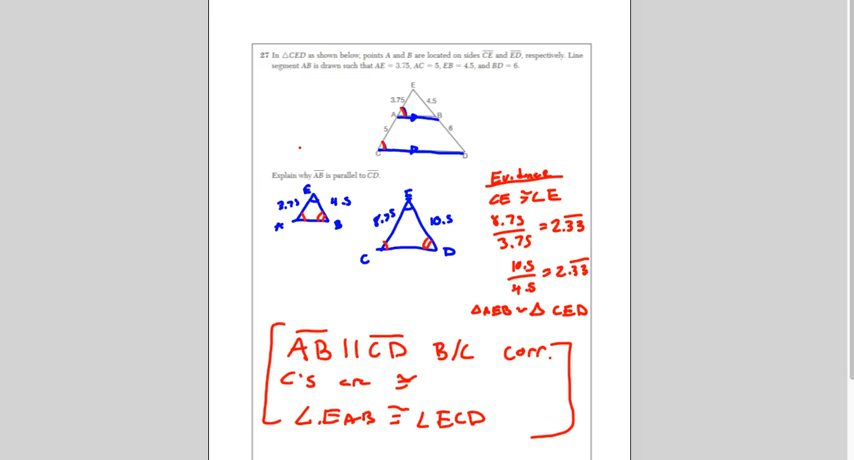 27 In △CED as shown below, points A and B are located on sides CE and ED, respectively. Line
segment AB is drawn such that AE = 3.75, AC = 5, EB = 4.5, and BD = 6.
E
3.75
4.5
A
B
5
6
C
D
Explain why AB is parallel to CD.
E
3.75
4.5
A
B
E
8.75
10.5
C
D
Evidence
∠E ≅ ∠E
8.75/3.75 = 2.33
10.5/4.5 = 2.33
△AEB ~ △CED
AB || CD B/C corr.
∠'s are ≅
∠EAB ≅ ∠ECD